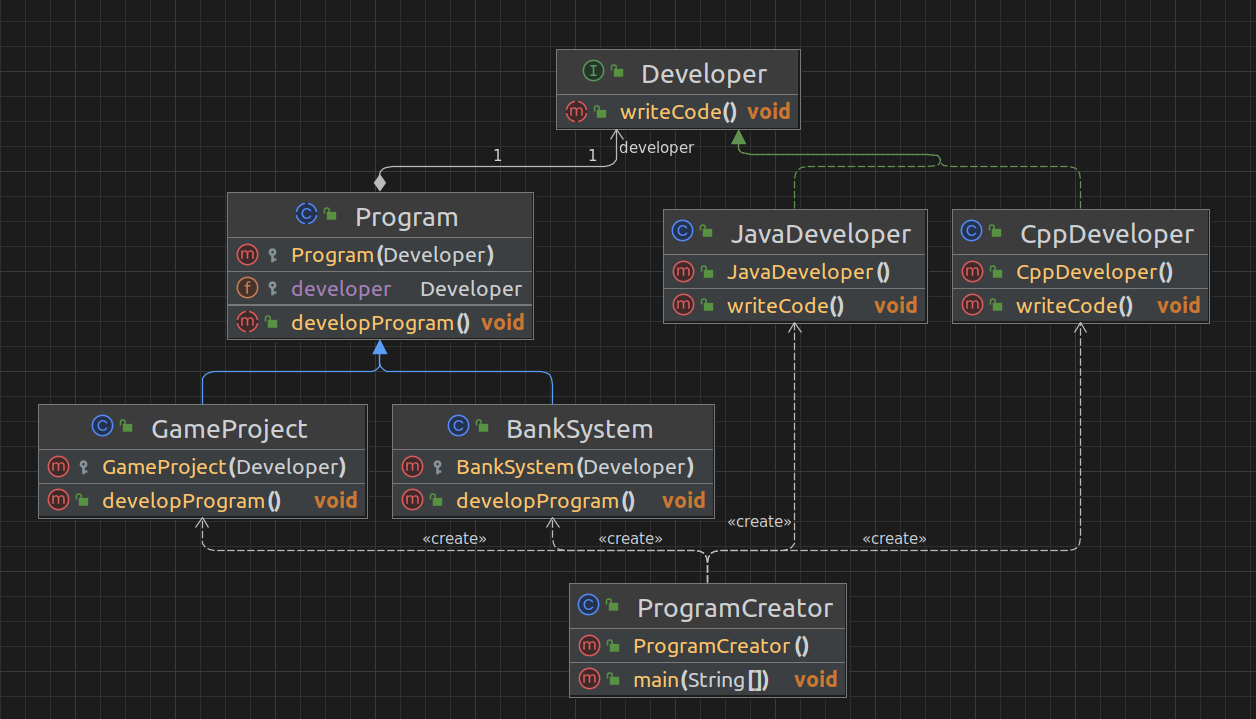 Developer
writeCode() void
1 1 developer
Program
Program(Developer)
developer Developer
developProgram() void
JavaDeveloper
JavaDeveloper()
writeCode() void
CppDeveloper
CppDeveloper()
writeCode() void
GameProject
GameProject(Developer)
developProgram() void
BankSystem
BankSystem(Developer)
developProgram() void
«create»
«create» «create» «create»
ProgramCreator
ProgramCreator()
main(String[]) void